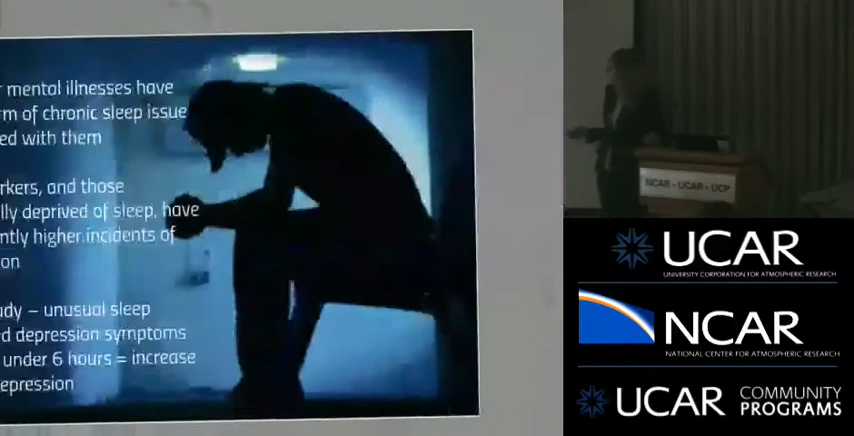 r mental illnesses have
rm of chronic sleep issue
ed with them
rkers, and those
lly deprived of sleep, have
ntly higher incidents of
on
udy – unusual sleep
d depression symptoms
under 6 hours = increase
epression
NCAR • UCAR • UCP
UCAR
UNIVERSITY CORPORATION FOR ATMOSPHERIC RESEARCH
NCAR
NATIONAL CENTER FOR ATMOSPHERIC RESEARCH
UCAR COMMUNITY
PROGRAMS